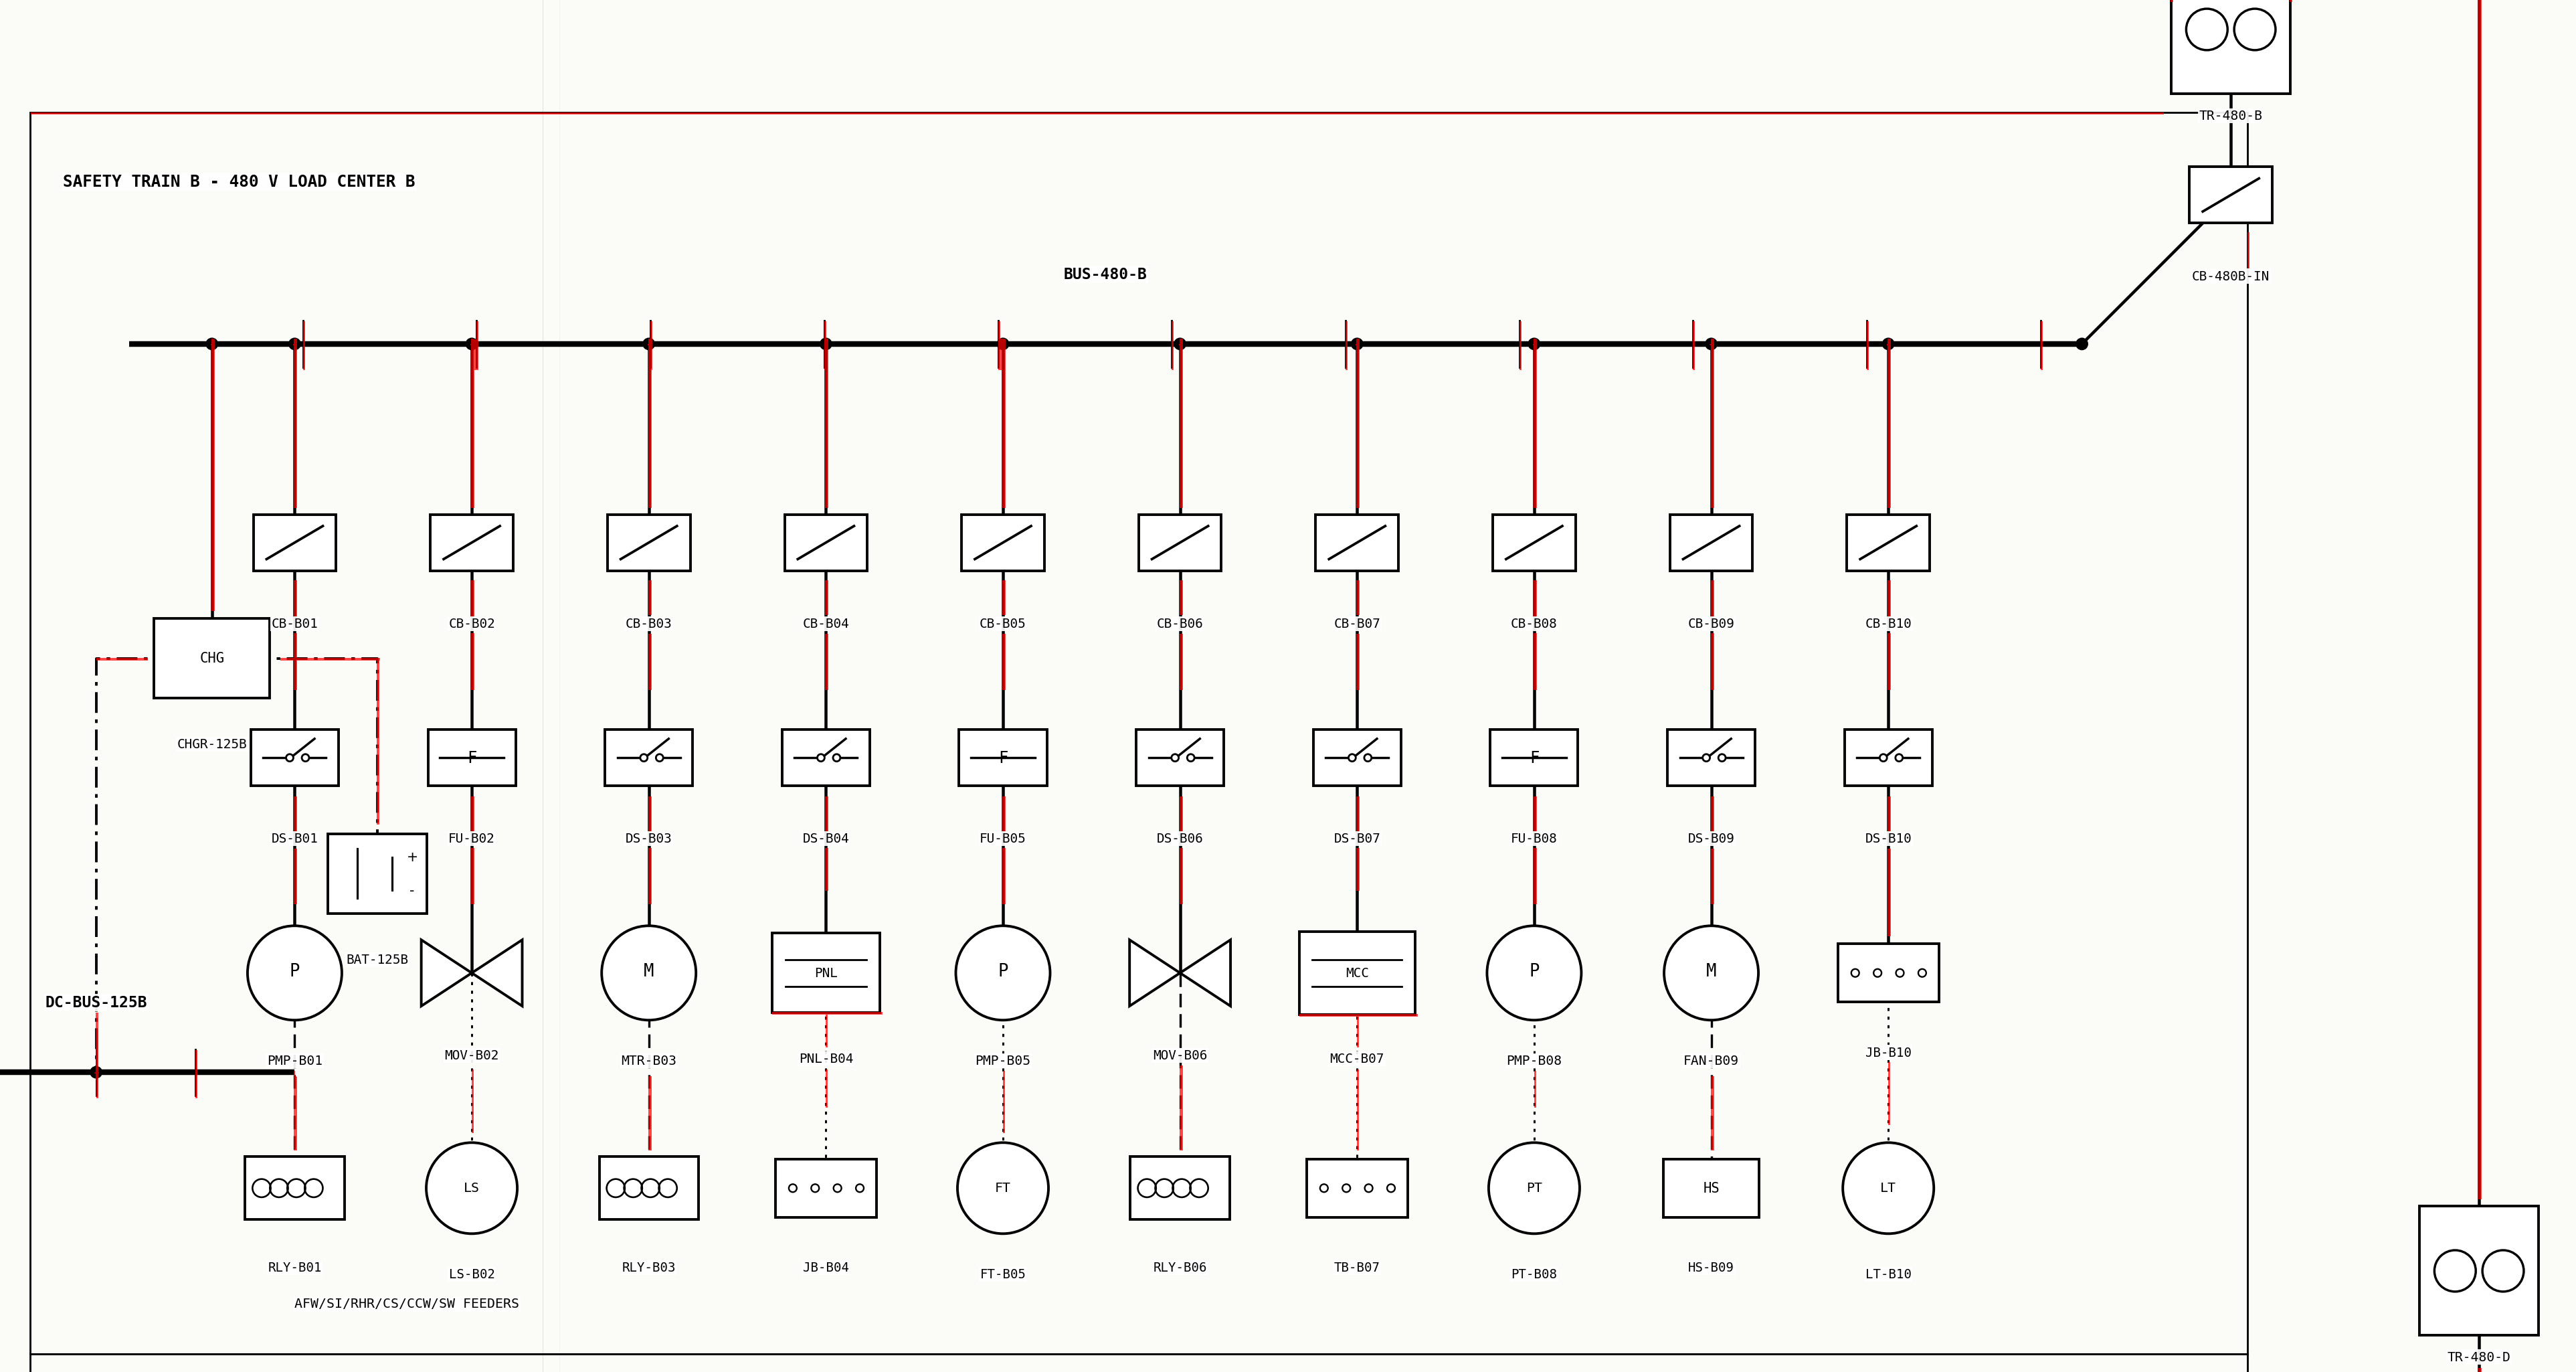 TR-480-B
SAFETY TRAIN B - 480 V LOAD CENTER B
BUS-480-B
CB-480B-IN
CB-B01 CB-B02 CB-B03 CB-B04 CB-B05 CB-B06 CB-B07 CB-B08 CB-B09 CB-B10
CHG
CHGR-125B
F F F
DS-B01 FU-B02 DS-B03 DS-B04 FU-B05 DS-B06 DS-B07 FU-B08 DS-B09 DS-B10
+
-
BAT-125B
P M PNL P MCC P M
DC-BUS-125B
PMP-B01 MOV-B02 MTR-B03 PNL-B04 PMP-B05 MOV-B06 MCC-B07 PMP-B08 FAN-B09 JB-B10
LS FT PT HS LT
RLY-B01 LS-B02 RLY-B03 JB-B04 FT-B05 RLY-B06 TB-B07 PT-B08 HS-B09 LT-B10
AFW/SI/RHR/CS/CCW/SW FEEDERS
TR-480-D